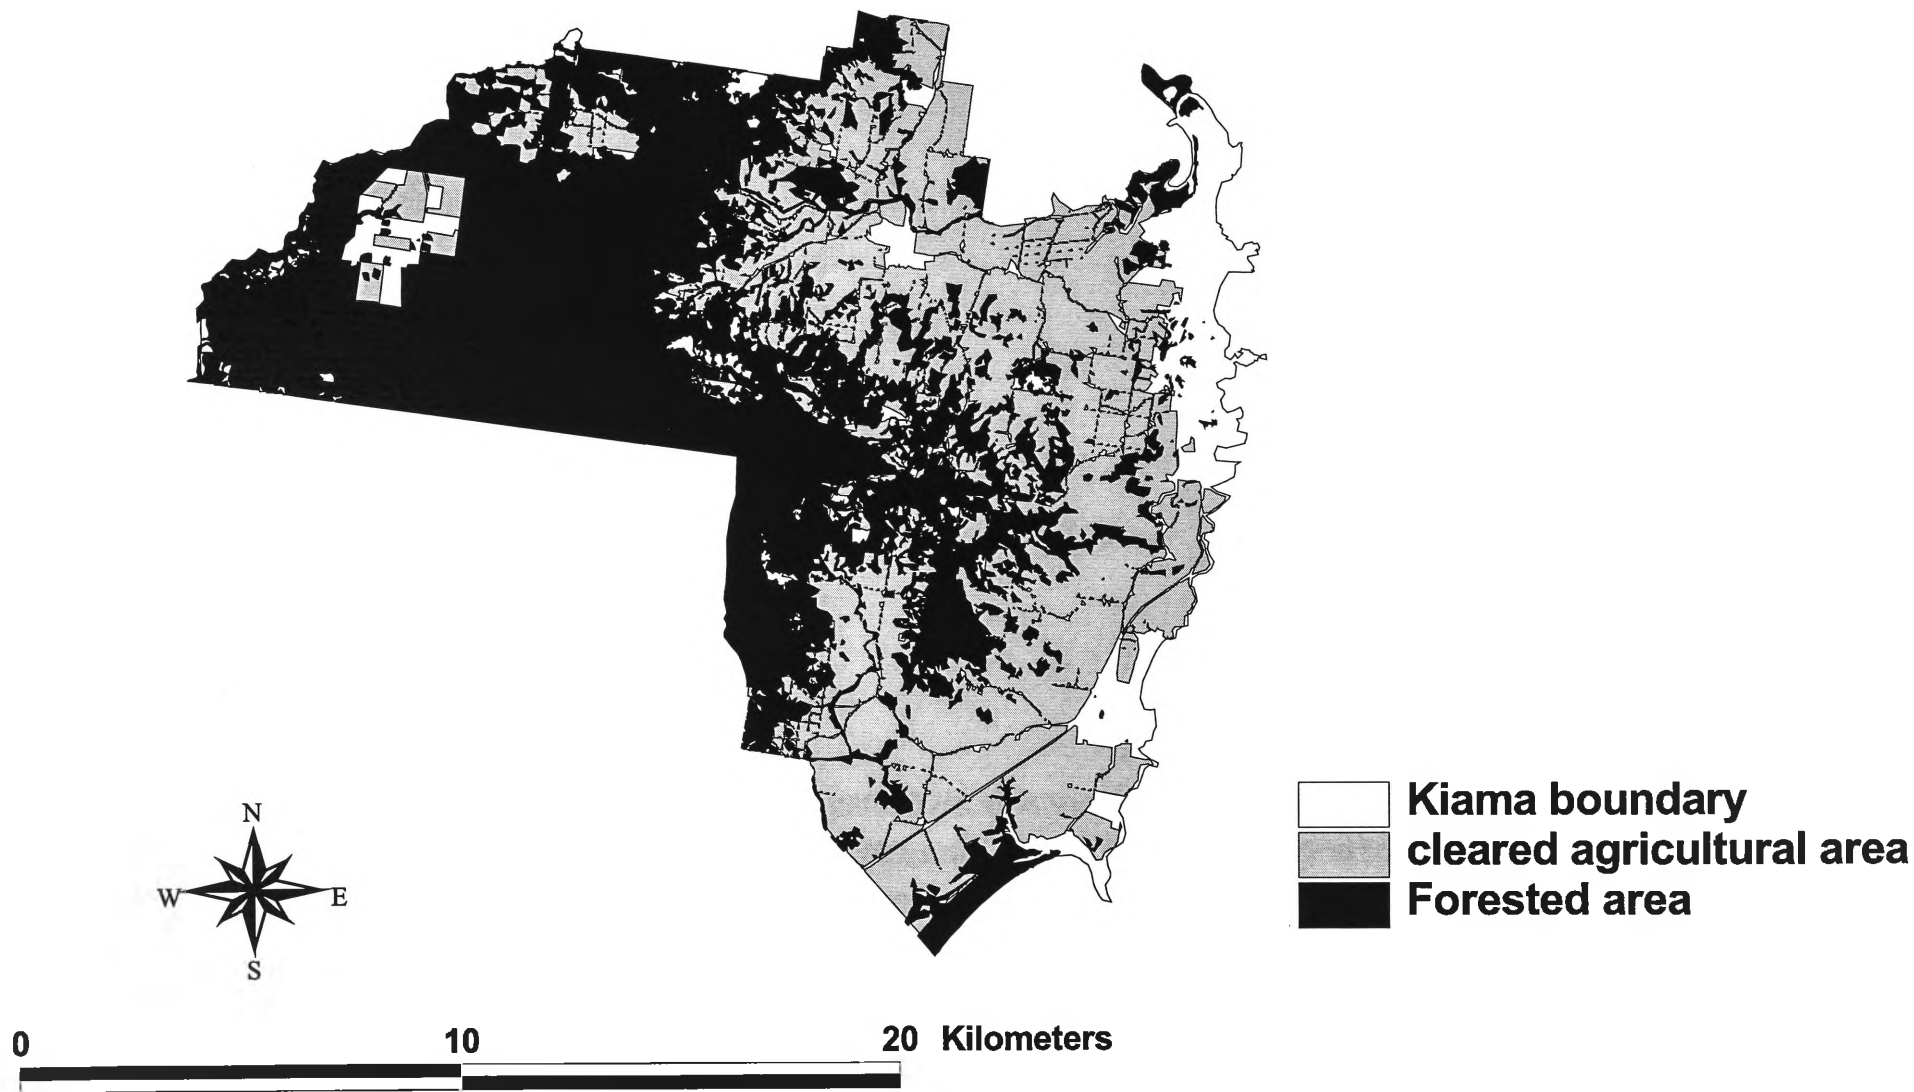 Kiama boundary
cleared agricultural area
Forested area
N
W E
S
0 10 20 Kilometers